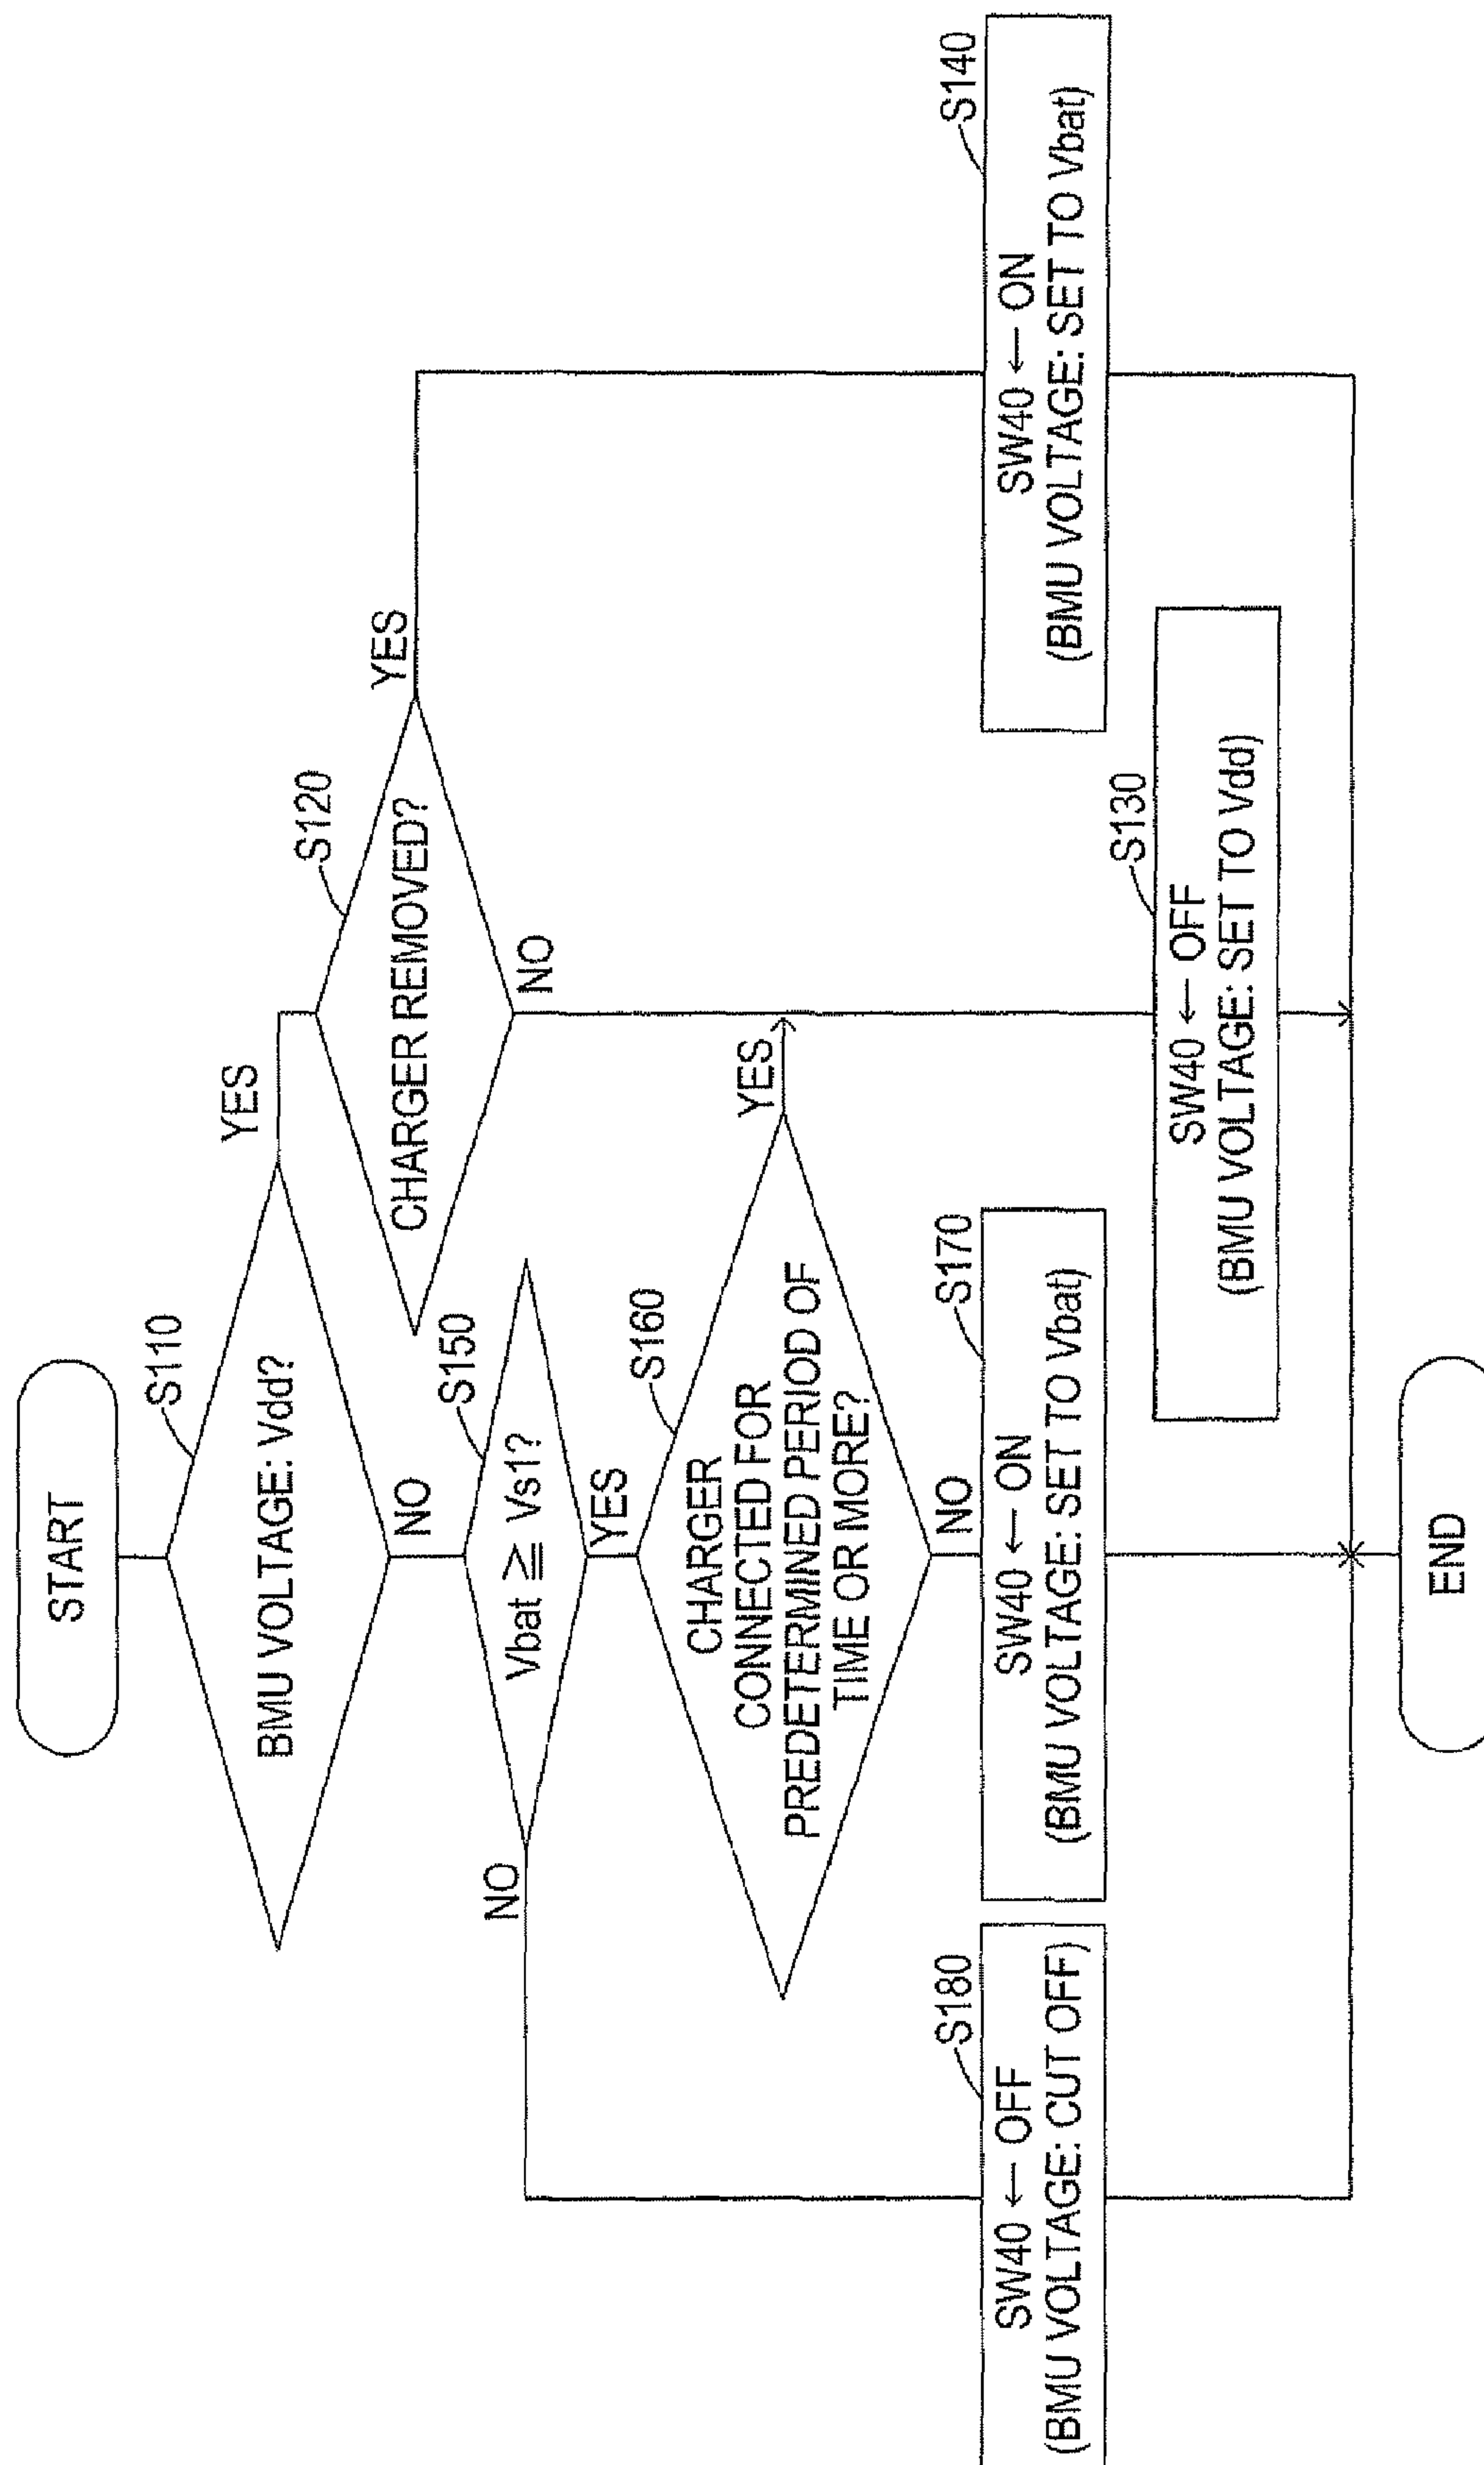 START
S110
BMU VOLTAGE: Vdd?
YES
NO
S120
CHARGER REMOVED?
YES
NO
S150
Vbat ≧ Vs1?
NO
YES
S160
CHARGER
CONNECTED FOR
PREDETERMINED PERIOD OF
TIME OR MORE?
YES
NO
S180
SW40 ← OFF
(BMU VOLTAGE: CUT OFF)
S170
SW40 ← ON
(BMU VOLTAGE: SET TO Vbat)
S140
SW40 ← ON
(BMU VOLTAGE: SET TO Vbat)
S130
SW40 ← OFF
(BMU VOLTAGE: SET TO Vdd)
END